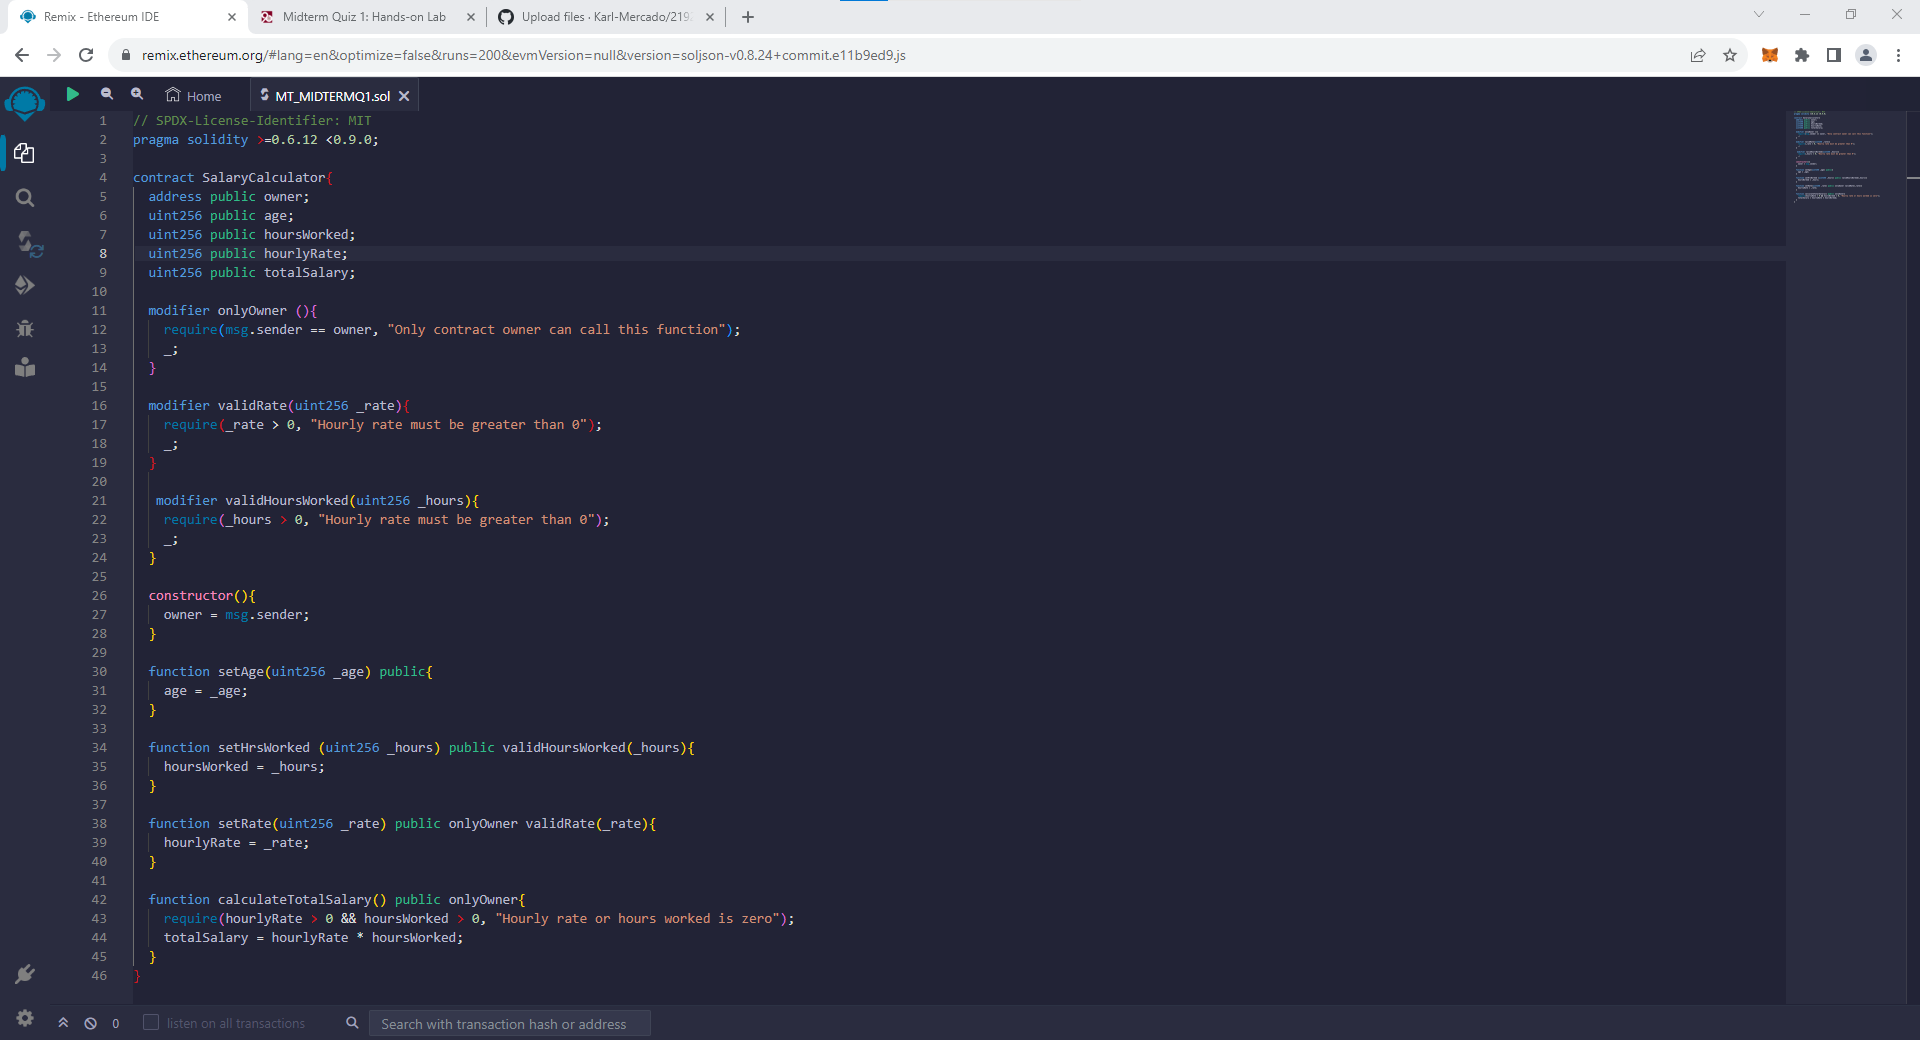 Remix - Ethereum IDE
Midterm Quiz 1: Hands-on Lab
Upload files · Karl-Mercado/219
remix.ethereum.org/#lang=en&optimize=false&runs=200&evmVersion=null&version=soljson-v0.8.24+commit.e11b9ed9.js
Home
MT_MIDTERMQ1.sol
1 // SPDX-License-Identifier: MIT
2 pragma solidity >=0.6.12 <0.9.0;
3
4 contract SalaryCalculator{
5 address public owner;
6 uint256 public age;
7 uint256 public hoursWorked;
8 uint256 public hourlyRate;
9 uint256 public totalSalary;
10
11 modifier onlyOwner (){
12 require(msg.sender == owner, "Only contract owner can call this function");
13 _;
14 }
15
16 modifier validRate(uint256 _rate){
17 require(_rate > 0, "Hourly rate must be greater than 0");
18 _;
19 }
20
21 modifier validHoursWorked(uint256 _hours){
22 require(_hours > 0, "Hourly rate must be greater than 0");
23 _;
24 }
25
26 constructor(){
27 owner = msg.sender;
28 }
29
30 function setAge(uint256 _age) public{
31 age = _age;
32 }
33
34 function setHrsWorked (uint256 _hours) public validHoursWorked(_hours){
35 hoursWorked = _hours;
36 }
37
38 function setRate(uint256 _rate) public onlyOwner validRate(_rate){
39 hourlyRate = _rate;
40 }
41
42 function calculateTotalSalary() public onlyOwner{
43 require(hourlyRate > 0 && hoursWorked > 0, "Hourly rate or hours worked is zero");
44 totalSalary = hourlyRate * hoursWorked;
45 }
46 }
0
listen on all transactions
Search with transaction hash or address